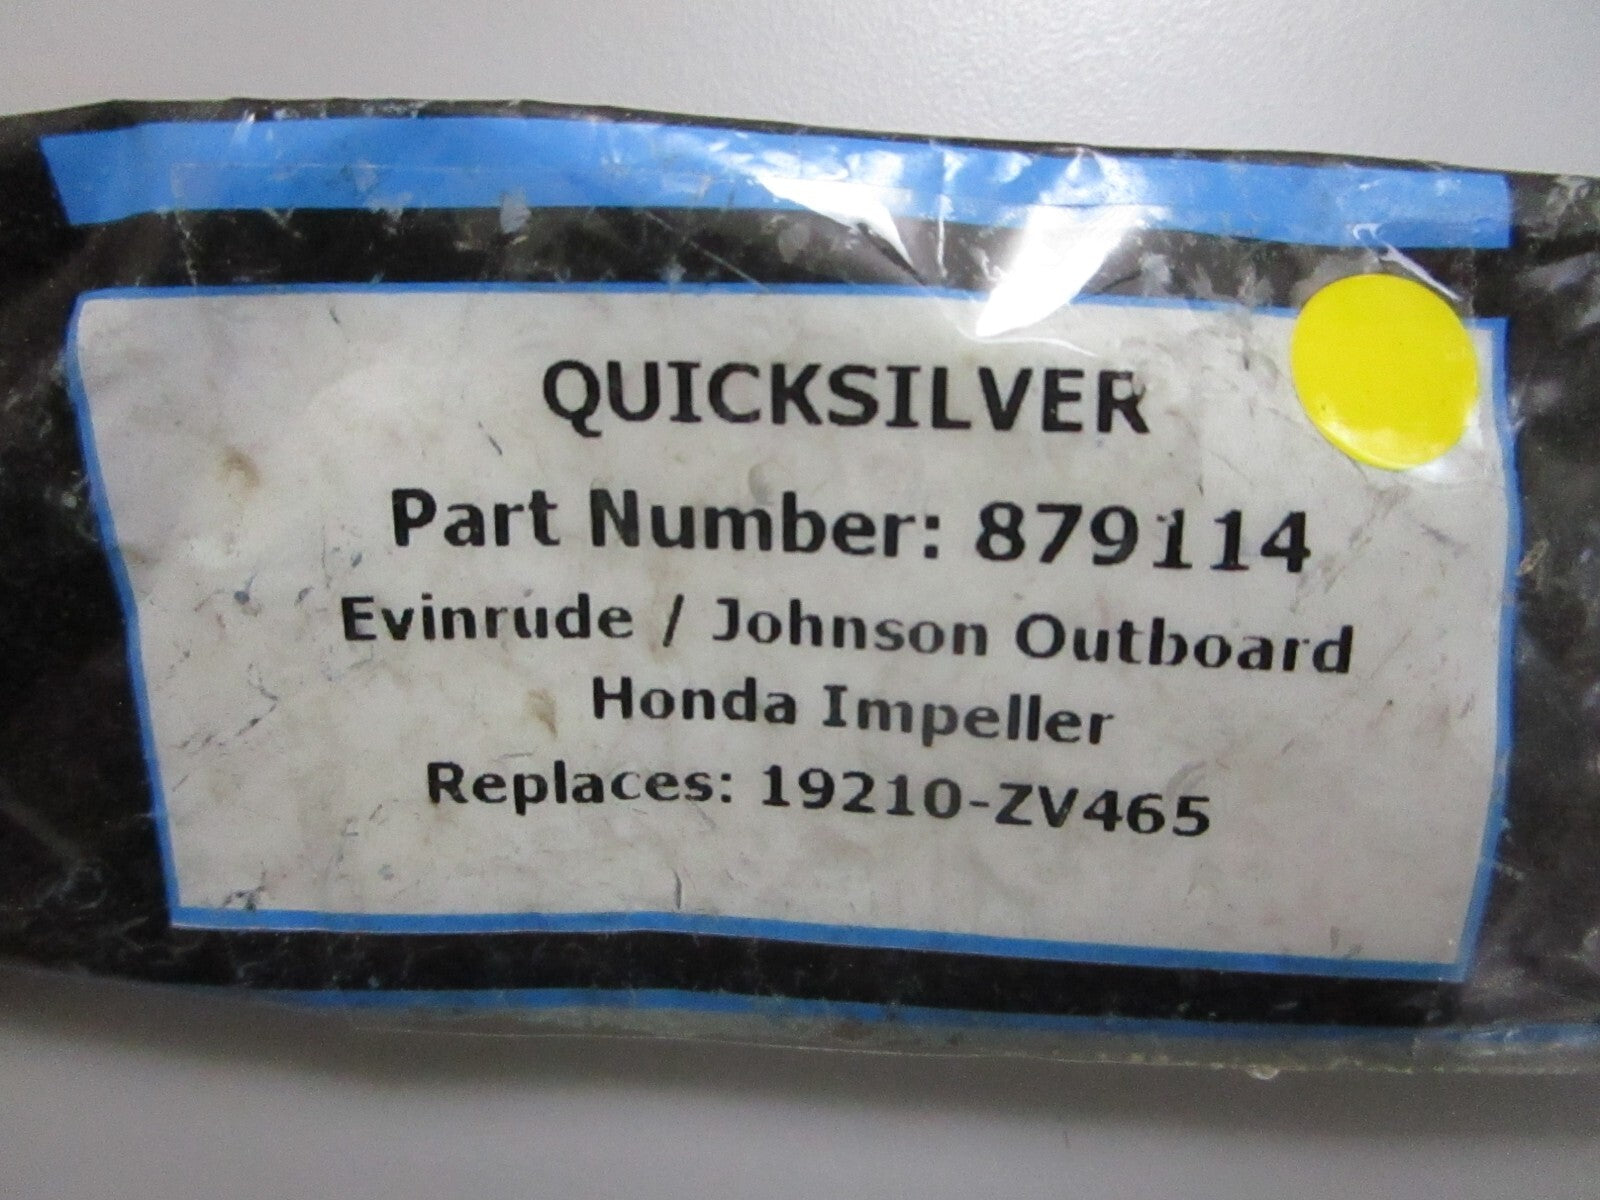 QUICKSILVER
Part Number: 879114
Evinrude / Johnson Outboard
Honda Impeller
Replaces: 19210-ZV465